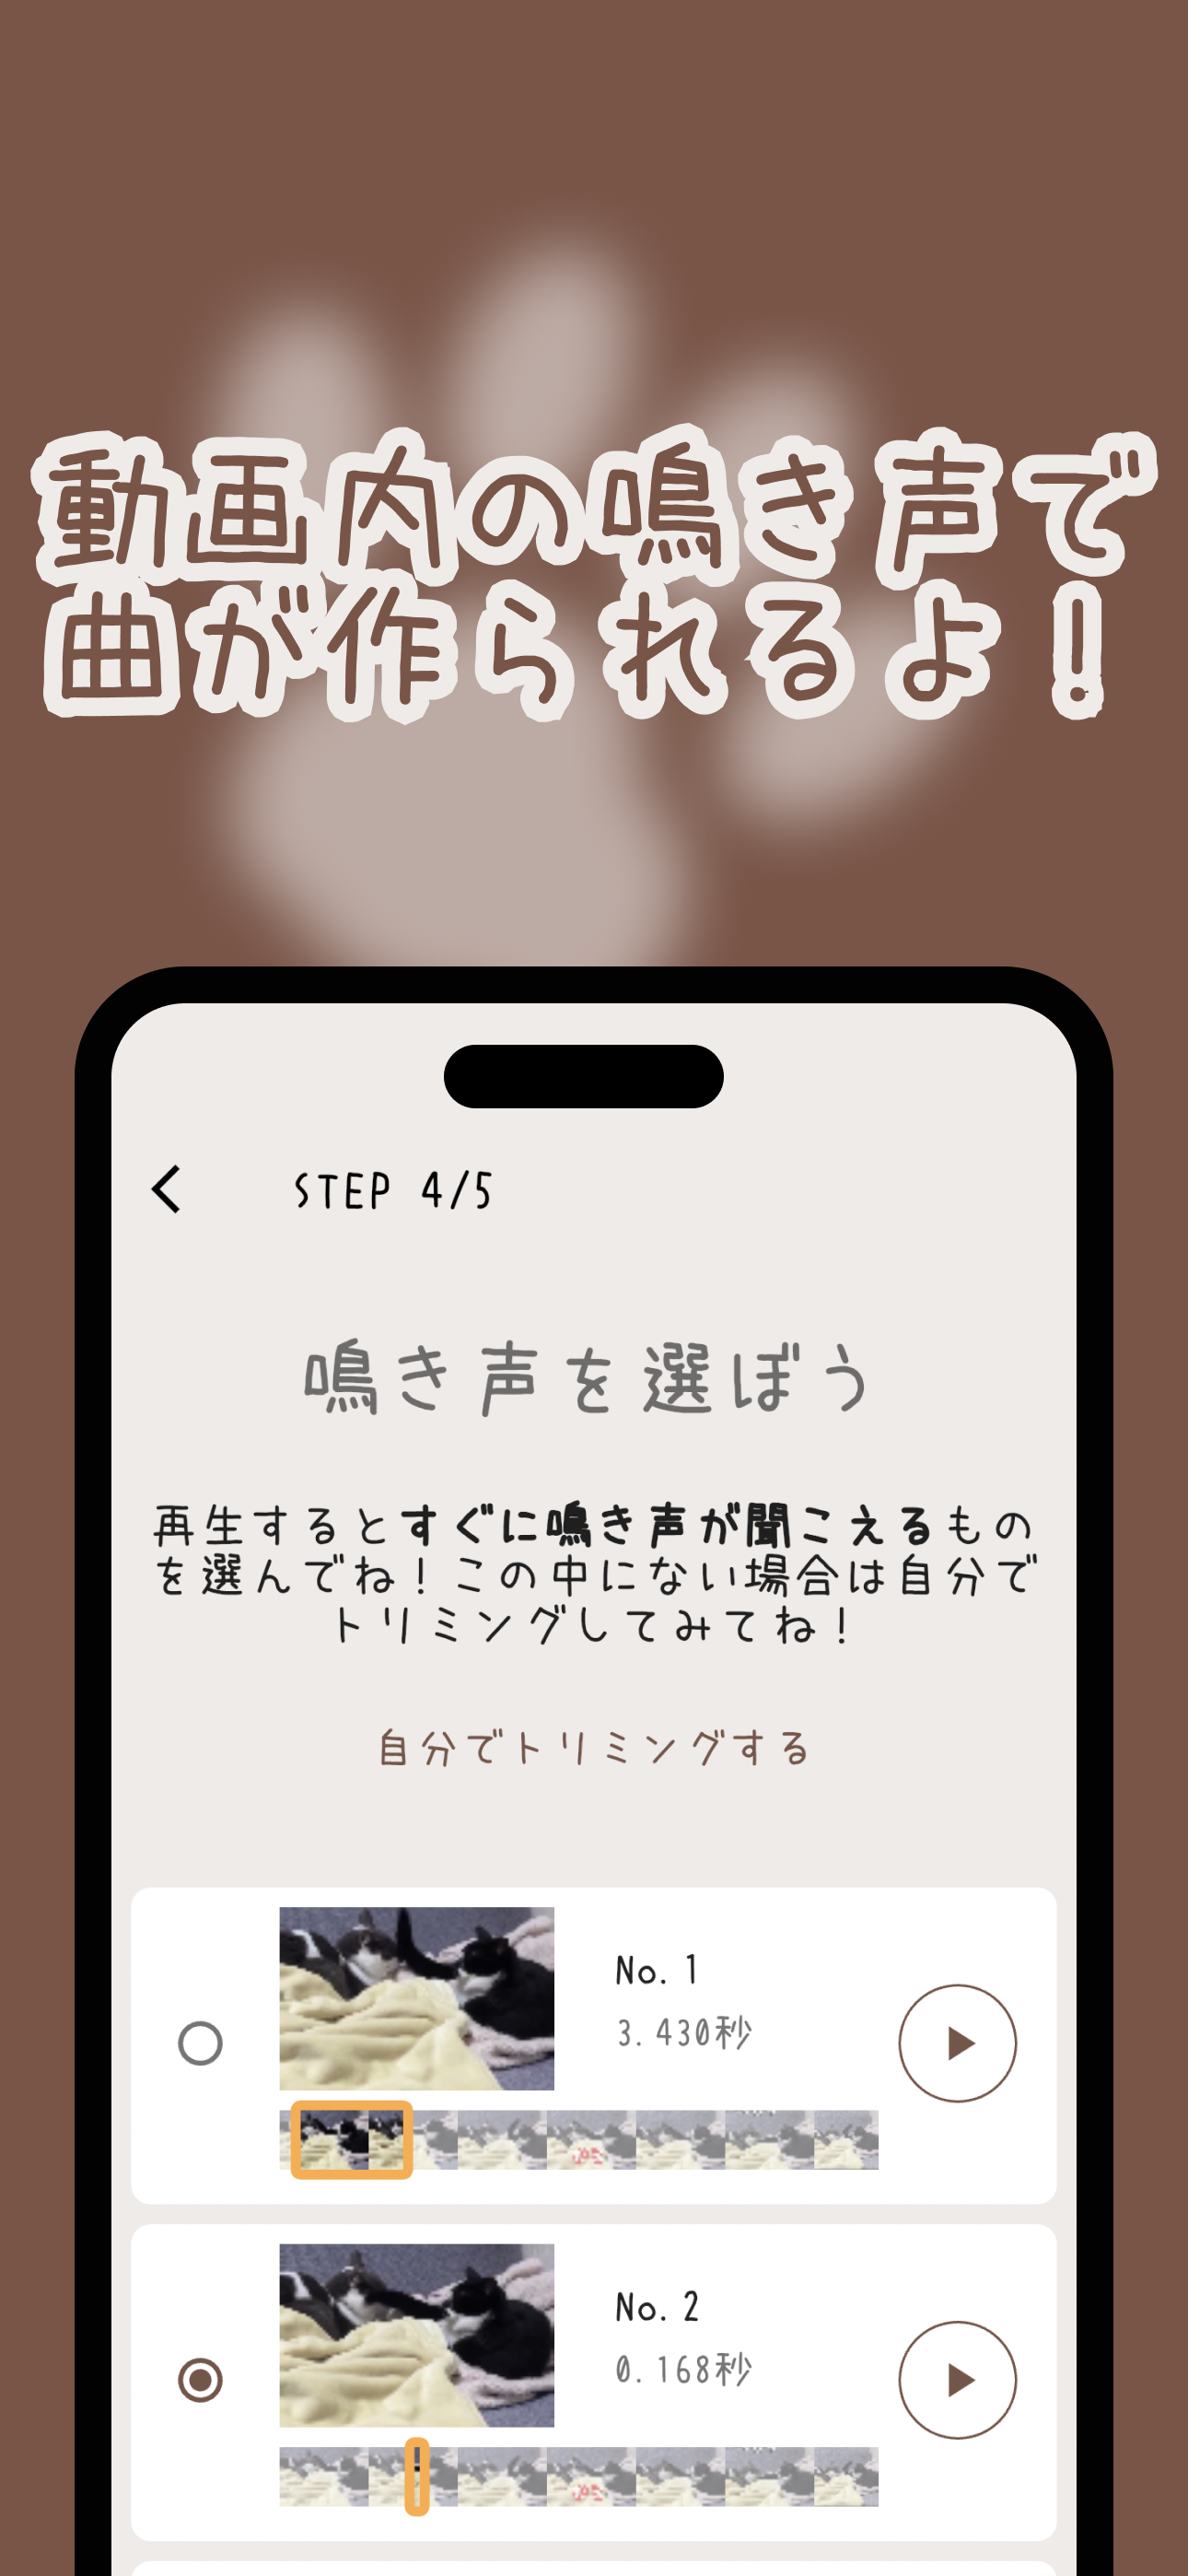 動画内の鳴き声で
曲が作られるよ！
STEP 4/5
鳴き声を選ぼう
再生するとすぐに鳴き声が聞こえるもの
を選んでね！この中にない場合は自分で
トリミングしてみてね！
自分でトリミングする
No. 1
3.430秒
No. 2
0.168秒